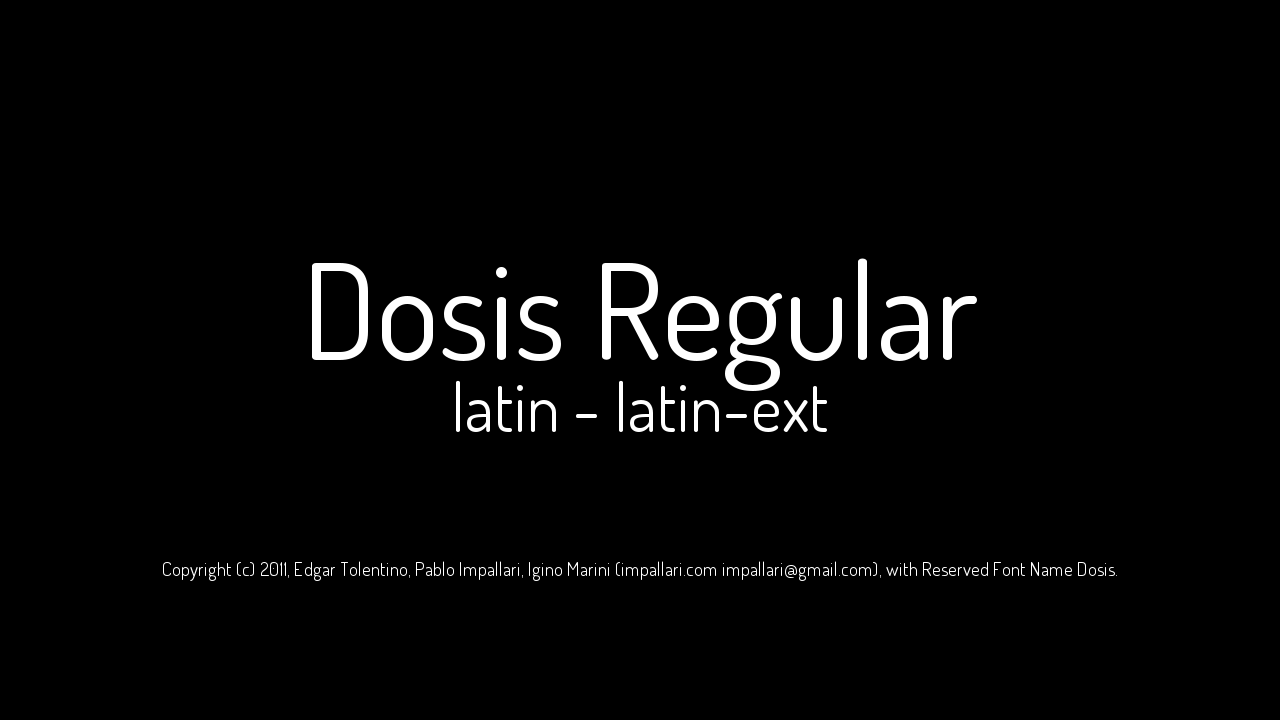 Dosis Regular
latin - latin-ext
Copyright (c) 2011, Edgar Tolentino, Pablo Impallari, Igino Marini (impallari.com impallari@gmail.com), with Reserved Font Name Dosis.